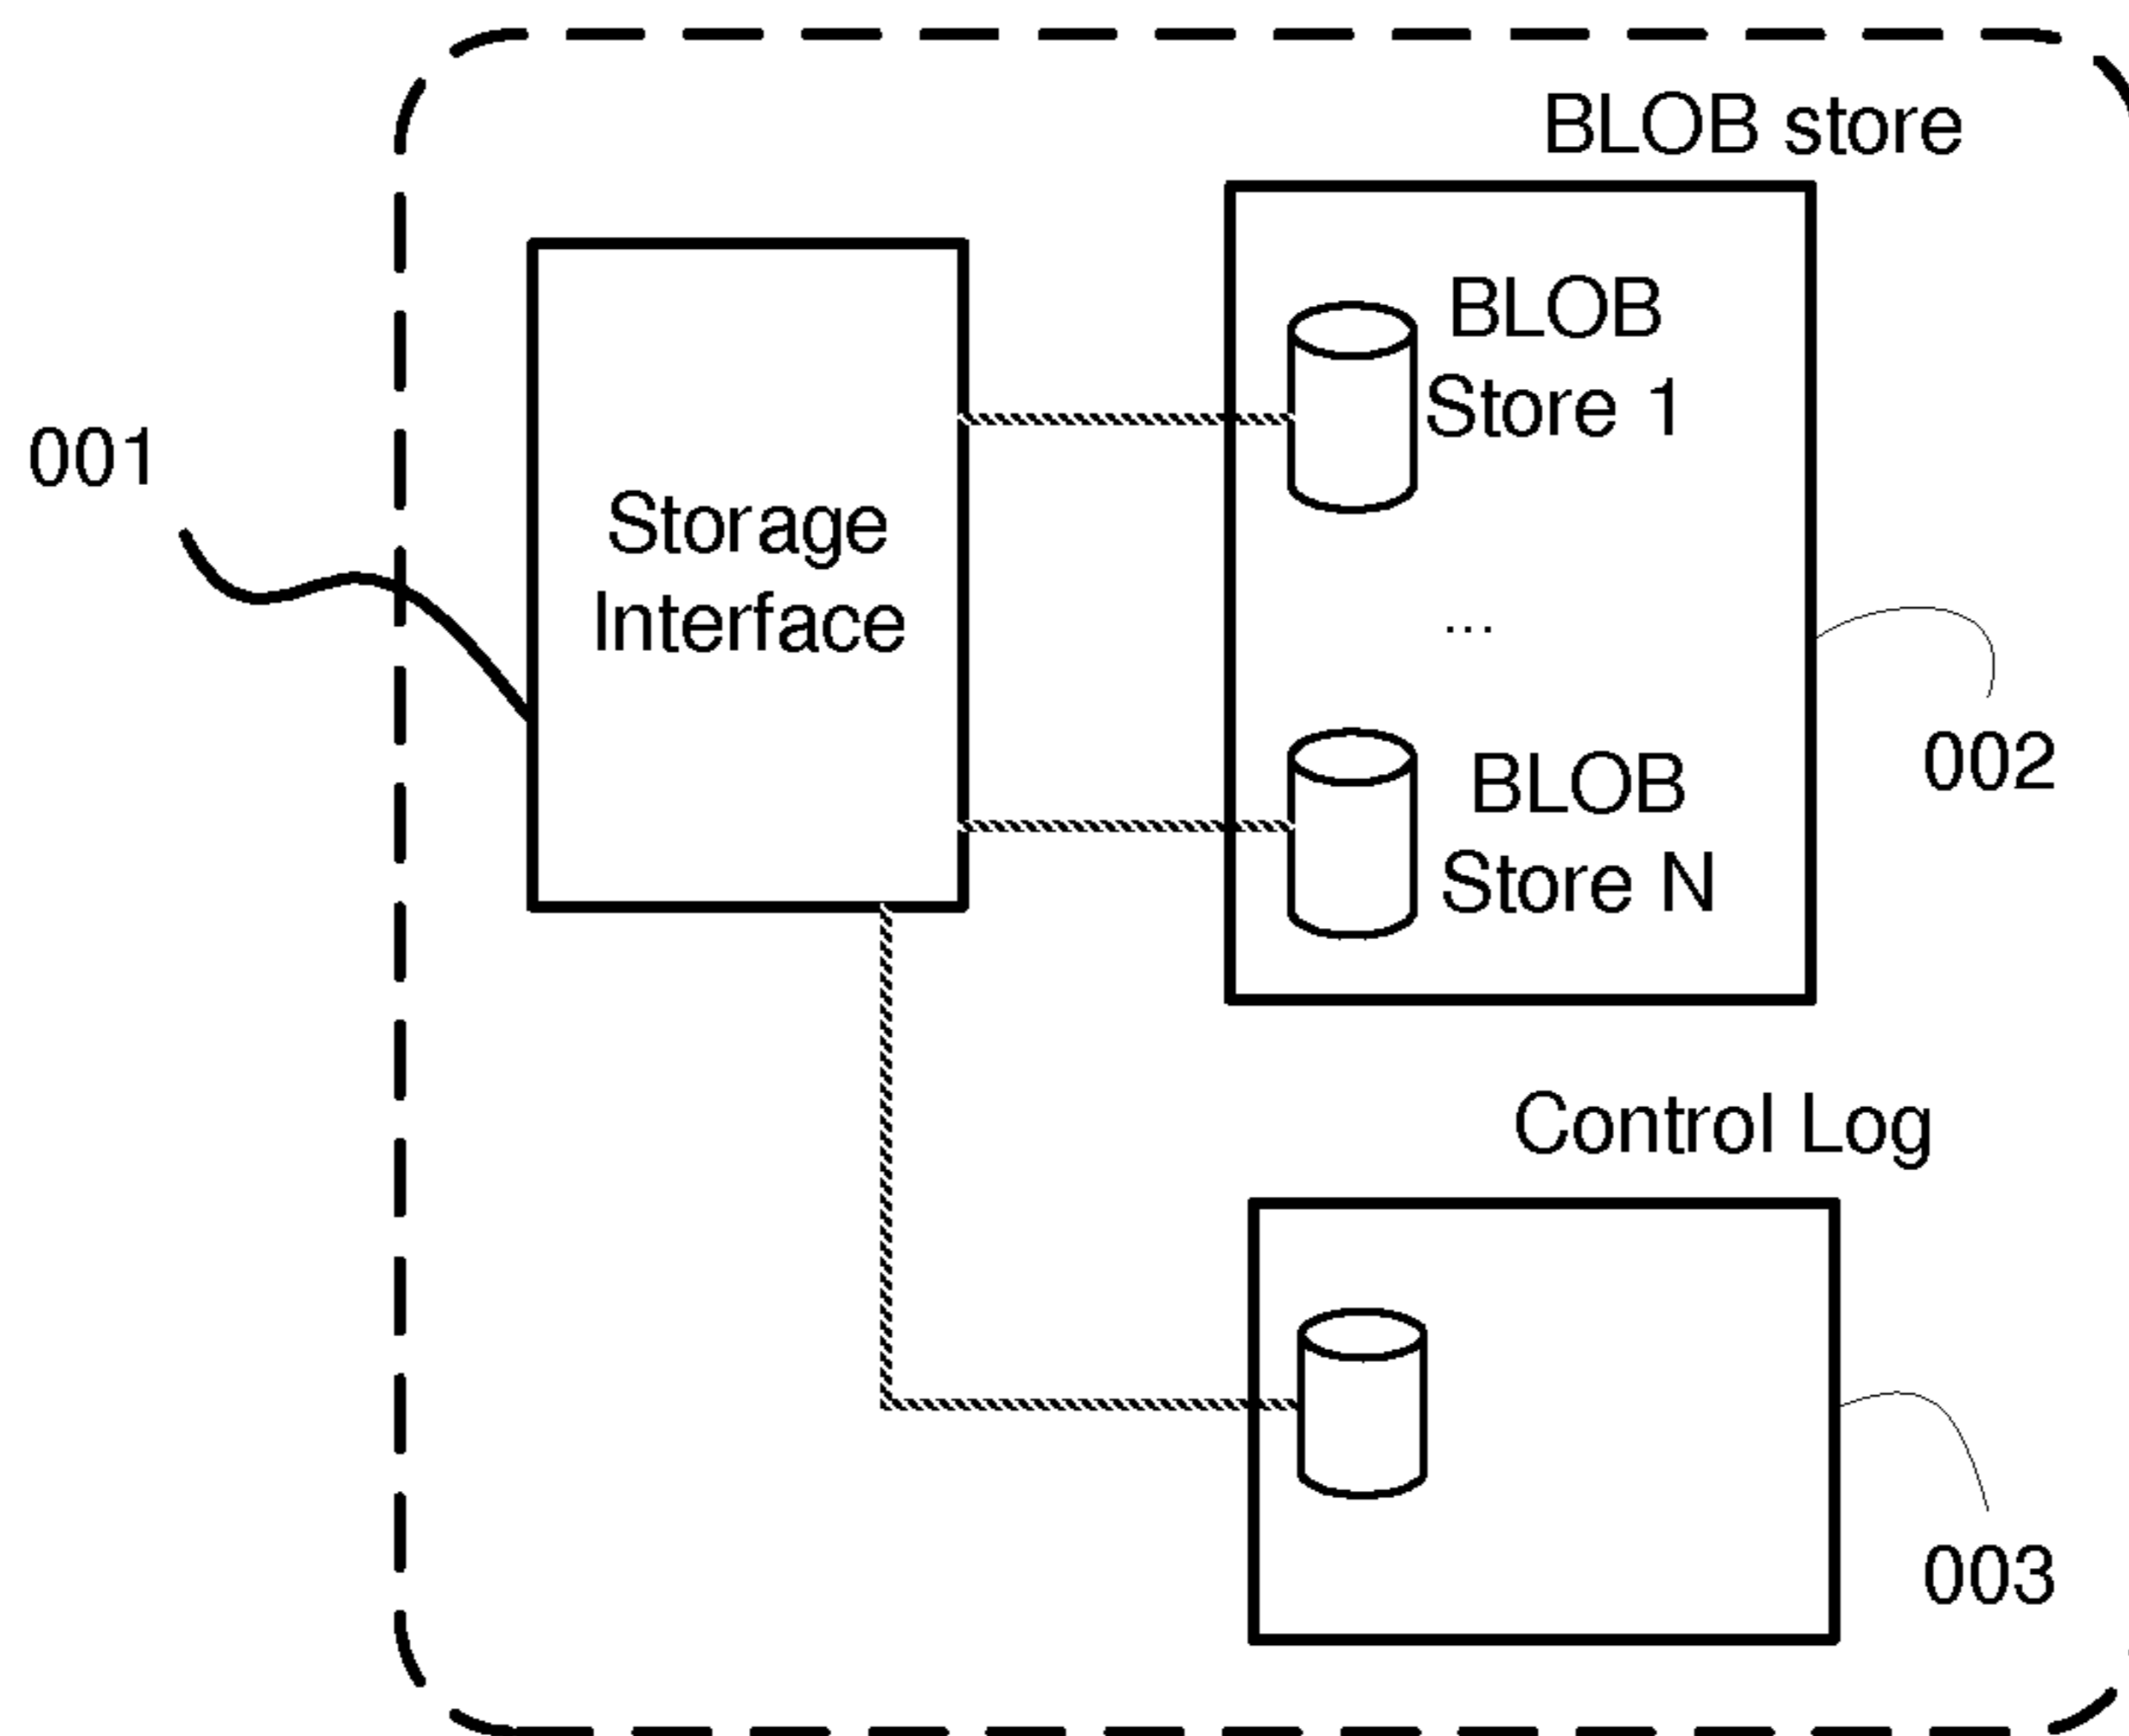 BLOB store
001
Storage
Interface
BLOB
Store 1
...
BLOB
Store N
002
Control Log
003